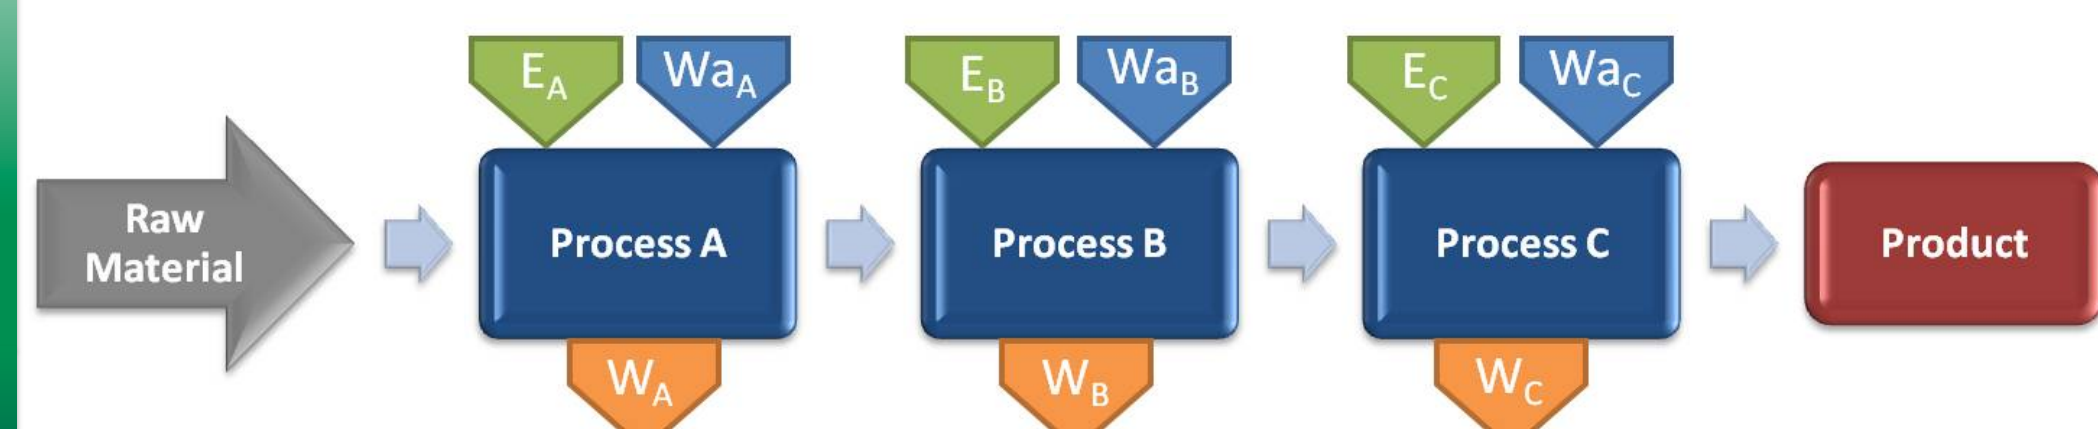 E_A Wa_A E_B Wa_B E_C Wa_C
Raw
Material
Process A
Process B
Process C
Product
W_A W_B W_C